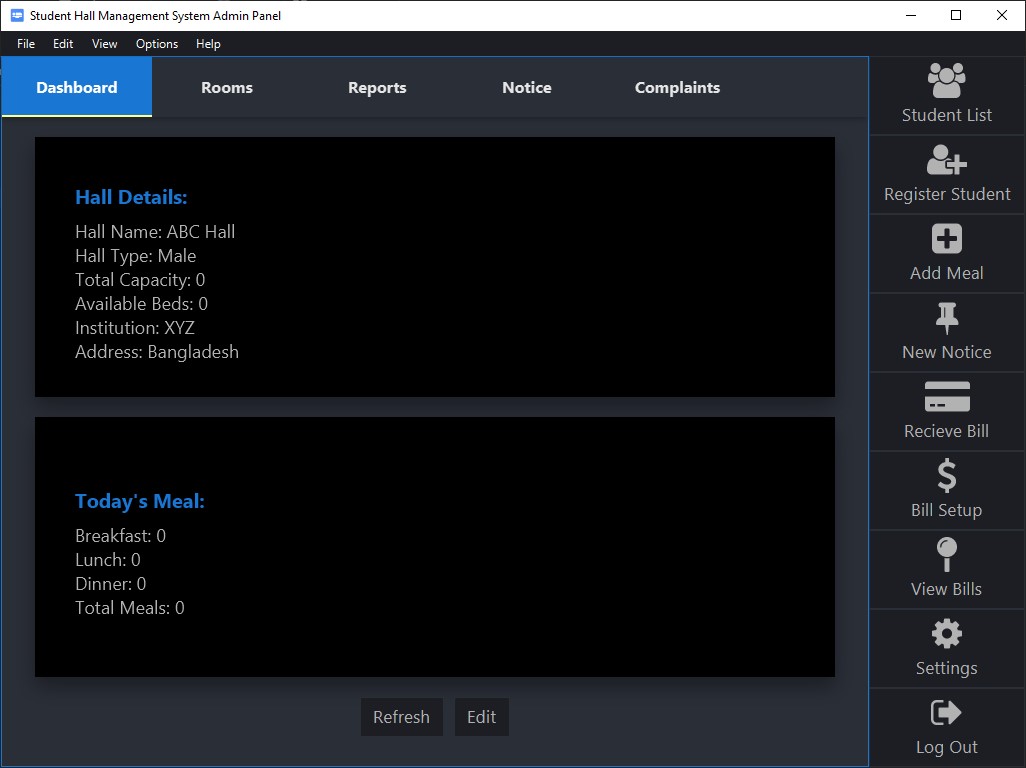 Student Hall Management System Admin Panel
File Edit View Options Help
Dashboard Rooms Reports Notice Complaints
Hall Details:
Hall Name: ABC Hall
Hall Type: Male
Total Capacity: 0
Available Beds: 0
Institution: XYZ
Address: Bangladesh
Today's Meal:
Breakfast: 0
Lunch: 0
Dinner: 0
Total Meals: 0
Refresh Edit
Student List
Register Student
Add Meal
New Notice
Recieve Bill
Bill Setup
View Bills
Settings
Log Out